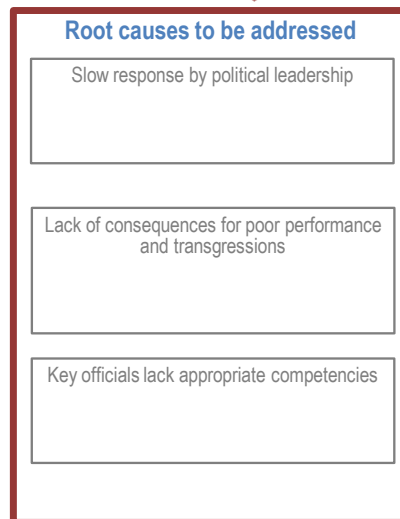 Root causes to be addressed
Slow response by political leadership
Lack of consequences for poor performance
and transgressions
Key officials lack appropriate competencies